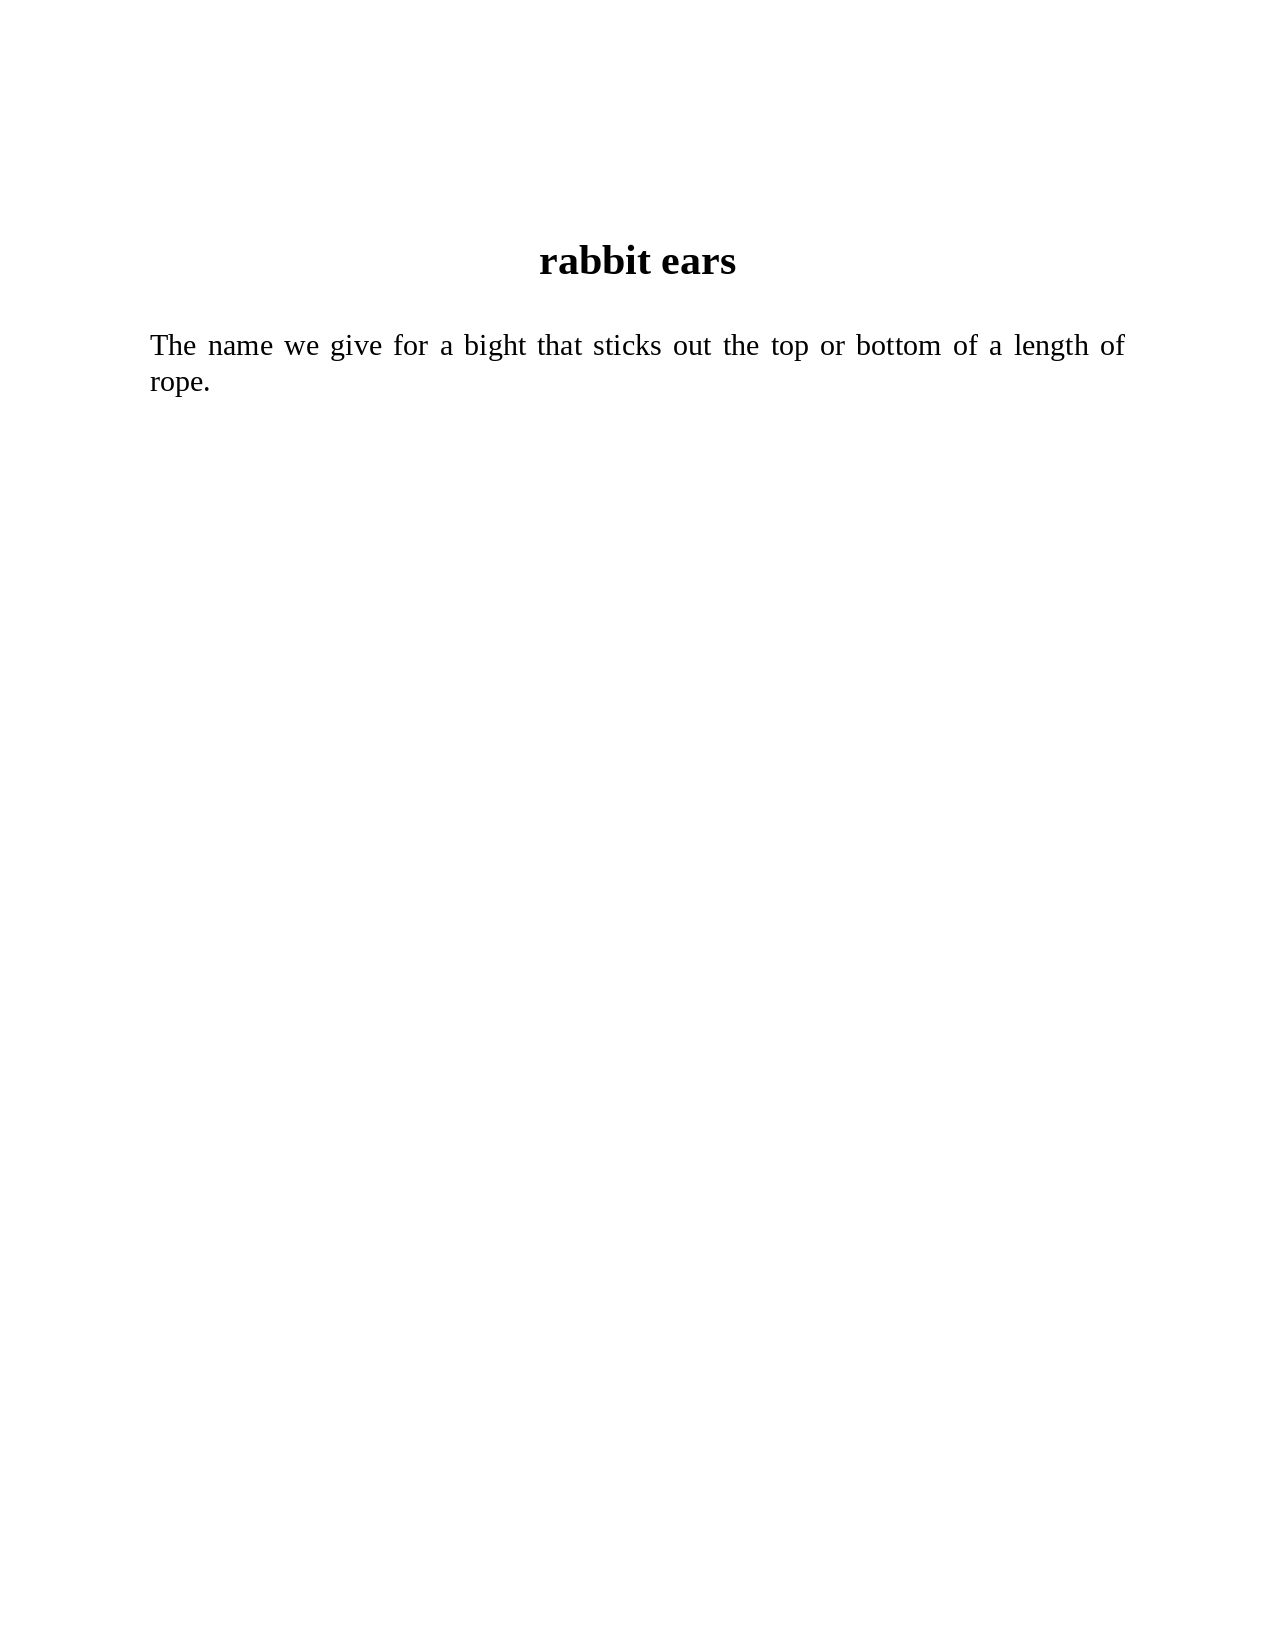 rabbit ears
The name we give for a bight that sticks out the top or bottom of a length of
rope.